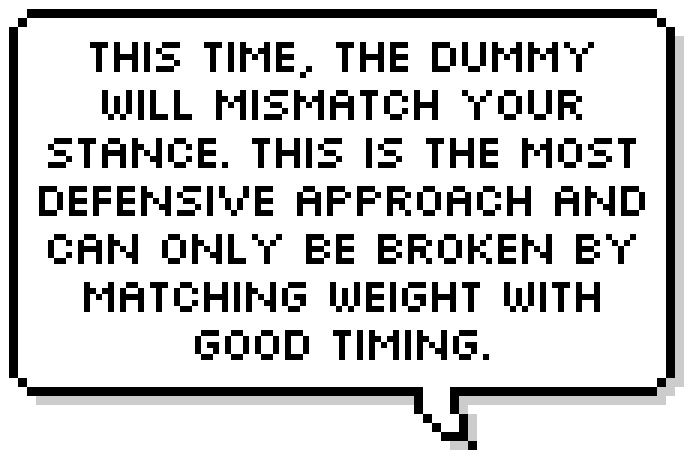 THIS TIME, THE DUMMY
WILL MISMATCH YOUR
STANCE. THIS IS THE MOST
DEFENSIVE APPROACH AND
CAN ONLY BE BROKEN BY
MATCHING WEIGHT WITH
GOOD TIMING.